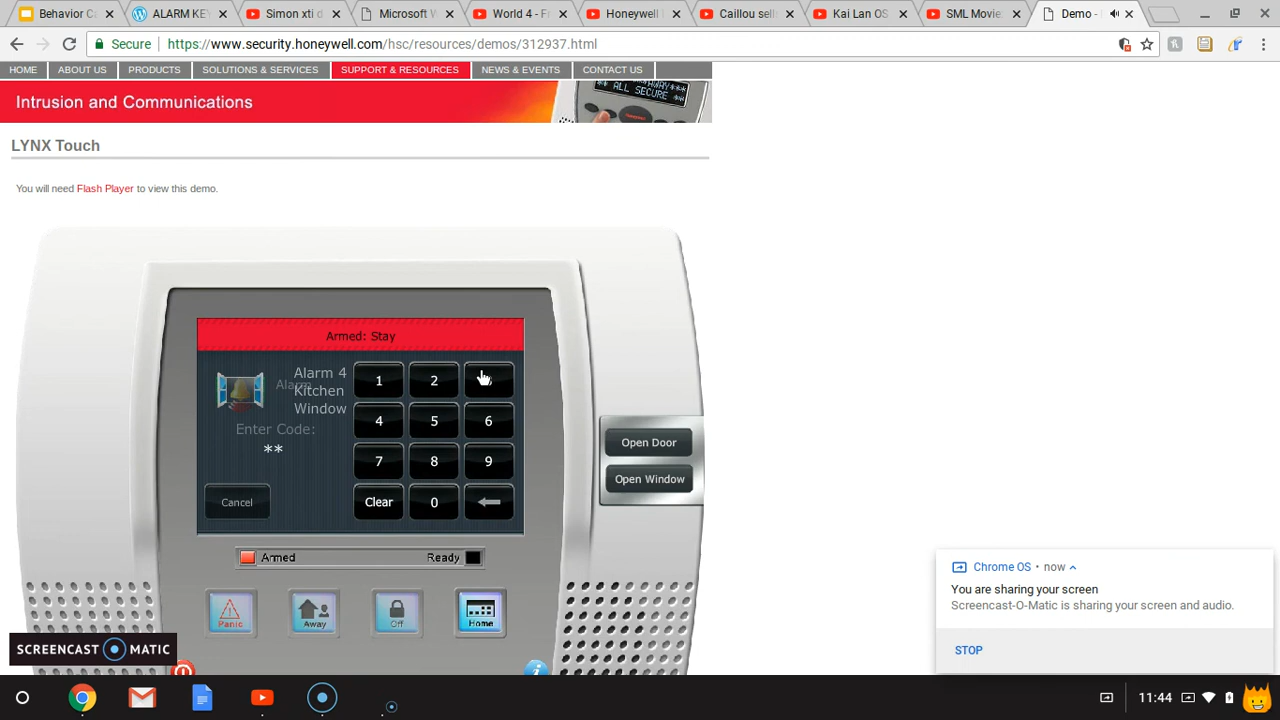 Behavior C
ALARM KE
Simon xti d
Microsoft W
World 4 - Fr
Honeywell
Caillou sell
Kai Lan OS
SML Movie
Demo -
Secure https://www.security.honeywell.com/hsc/resources/demos/312937.html
HOME ABOUT US PRODUCTS SOLUTIONS & SERVICES SUPPORT & RESOURCES NEWS & EVENTS CONTACT US
Intrusion and Communications
** ALL SECURE **
LYNX Touch
You will need Flash Player to view this demo.
Armed: Stay
Alarm
Alarm 4
Kitchen
Window
Enter Code:
**
1 2
4 5 6
7 8 9
Clear 0
Cancel
Open Door
Open Window
Armed Ready
Panic
Away
Off
Home
Chrome OS • now
You are sharing your screen
Screencast-O-Matic is sharing your screen and audio.
STOP
SCREENCAST MATIC
11:44